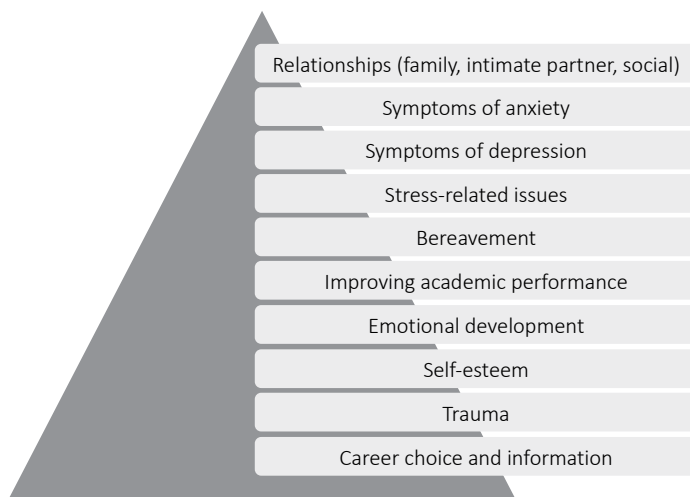 Relationships (family, intimate partner, social)
Symptoms of anxiety
Symptoms of depression
Stress-related issues
Bereavement
Improving academic performance
Emotional development
Self-esteem
Trauma
Career choice and information